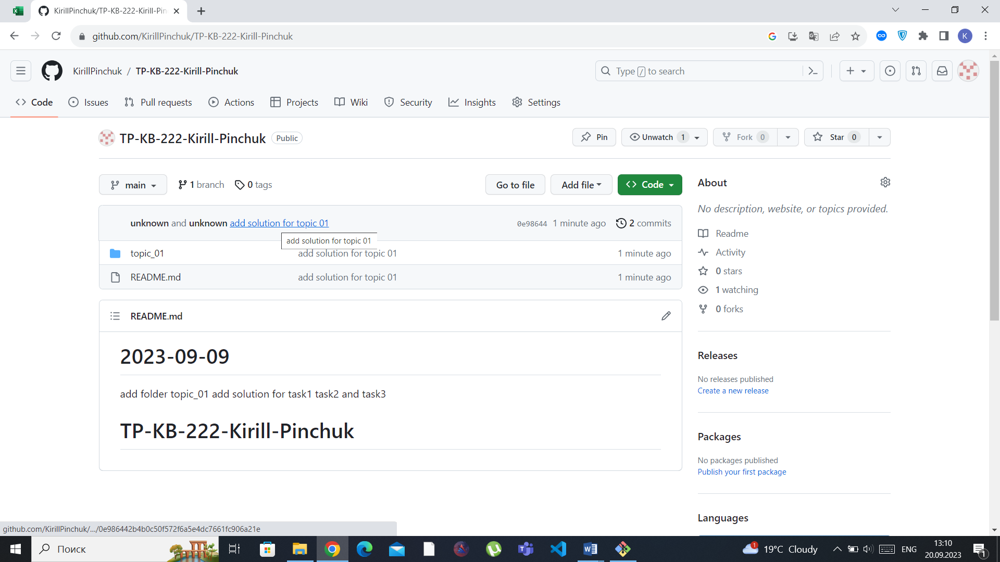 KirillPinchuk/TP-KB-222-Kirill-Pin
github.com/KirillPinchuk/TP-KB-222-Kirill-Pinchuk
K
KirillPinchuk / TP-KB-222-Kirill-Pinchuk
Type / to search
Code Issues Pull requests Actions Projects Wiki Security Insights Settings
TP-KB-222-Kirill-Pinchuk Public
Pin Unwatch 1 Fork 0 Star 0
main 1 branch 0 tags Go to file Add file Code
unknown and unknown add solution for topic 01 0e98644 1 minute ago 2 commits
add solution for topic 01
topic_01 add solution for topic 01 1 minute ago
README.md add solution for topic 01 1 minute ago
README.md
2023-09-09
add folder topic_01 add solution for task1 task2 and task3
TP-KB-222-Kirill-Pinchuk
About
No description, website, or topics provided.
Readme
Activity
0 stars
1 watching
0 forks
Releases
No releases published
Create a new release
Packages
No packages published
Publish your first package
Languages
github.com/KirillPinchuk/.../0e986442b4b0c50f572f6a5e4dc7661fc906a21e
Поиск
1 19°C Cloudy ENG 13:10
20.09.2023
1